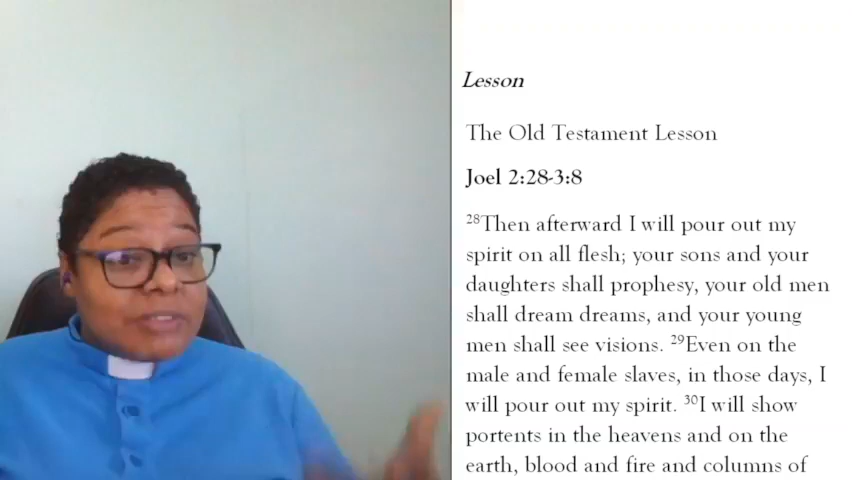 Lesson
The Old Testament Lesson
Joel 2:28-3:8
²⁸Then afterward I will pour out my
spirit on all flesh; your sons and your
daughters shall prophesy, your old men
shall dream dreams, and your young
men shall see visions. ²⁹Even on the
male and female slaves, in those days, I
will pour out my spirit. ³⁰I will show
portents in the heavens and on the
earth, blood and fire and columns of